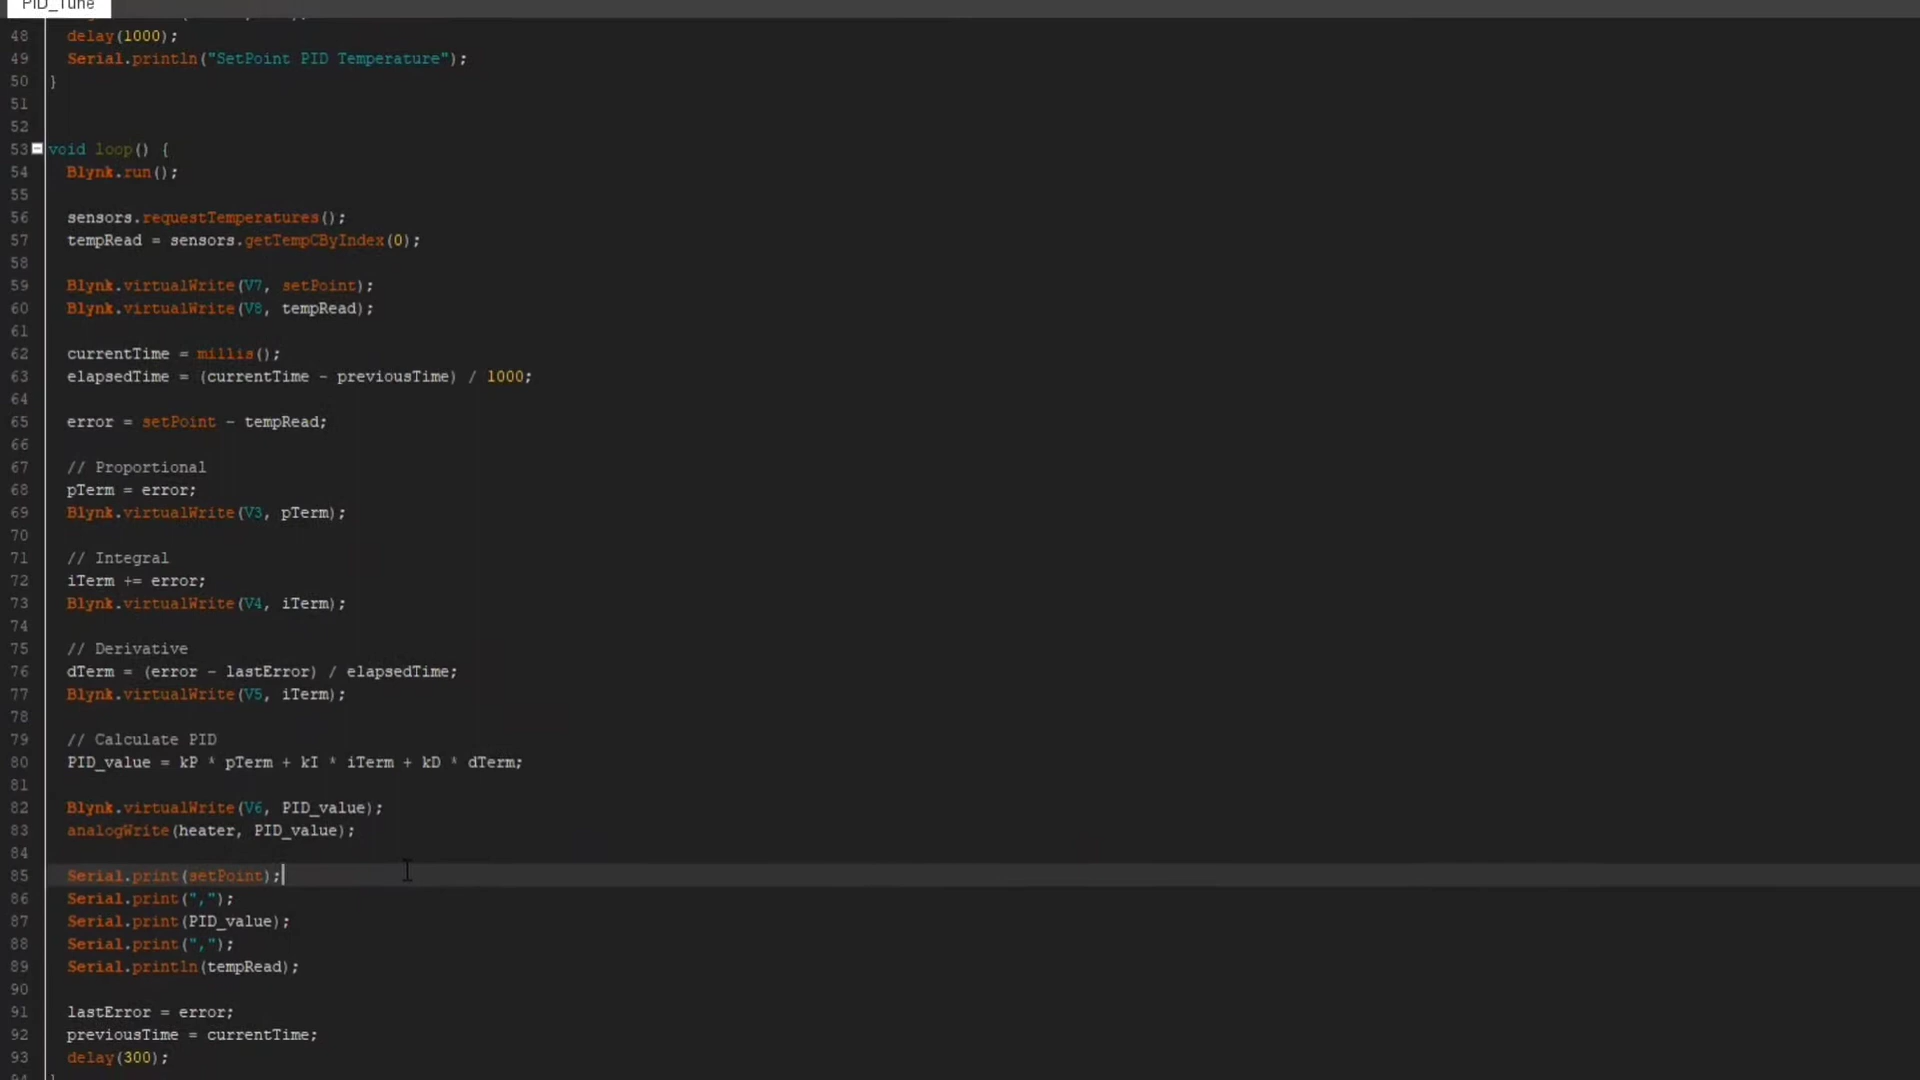 PID_Tune
48 delay(1000);
49 Serial.println("SetPoint PID Temperature");
50 }
51
52
53 void loop() {
54 Blynk.run();
55
56 sensors.requestTemperatures();
57 tempRead = sensors.getTempCByIndex(0);
58
59 Blynk.virtualWrite(V7, setPoint);
60 Blynk.virtualWrite(V8, tempRead);
61
62 currentTime = millis();
63 elapsedTime = (currentTime - previousTime) / 1000;
64
65 error = setPoint - tempRead;
66
67 // Proportional
68 pTerm = error;
69 Blynk.virtualWrite(V3, pTerm);
70
71 // Integral
72 iTerm += error;
73 Blynk.virtualWrite(V4, iTerm);
74
75 // Derivative
76 dTerm = (error - lastError) / elapsedTime;
77 Blynk.virtualWrite(V5, iTerm);
78
79 // Calculate PID
80 PID_value = kP * pTerm + kI * iTerm + kD * dTerm;
81
82 Blynk.virtualWrite(V6, PID_value);
83 analogWrite(heater, PID_value);
84
85 Serial.print(setPoint);
86 Serial.print(",");
87 Serial.print(PID_value);
88 Serial.print(",");
89 Serial.println(tempRead);
90
91 lastError = error;
92 previousTime = currentTime;
93 delay(300);